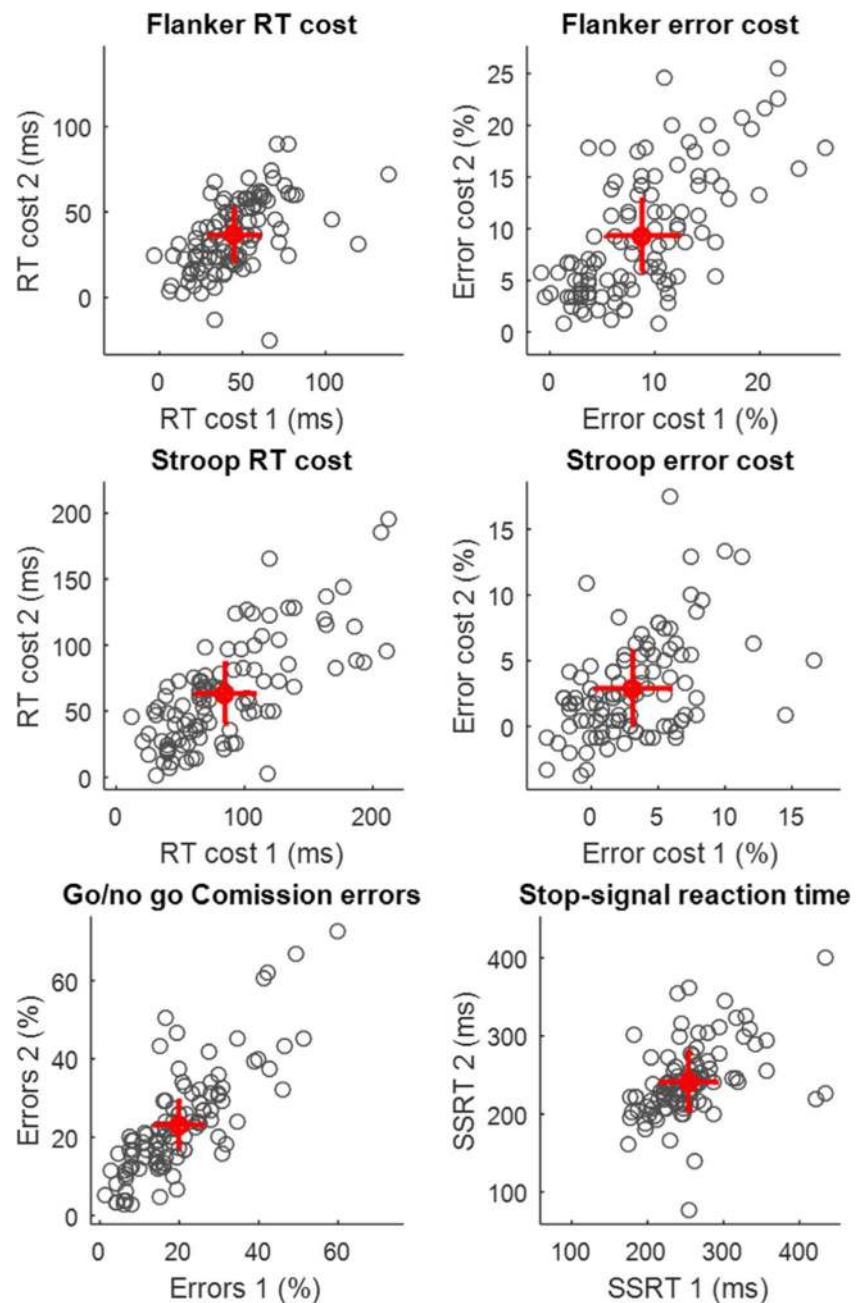 Flanker RT cost
100
50
0
RT cost 2 (ms)
0 50 100
RT cost 1 (ms)
Flanker error cost
25
20
15
10
5
0
Error cost 2 (%)
0 10 20
Error cost 1 (%)
Stroop RT cost
200
150
100
50
0
RT cost 2 (ms)
0 100 200
RT cost 1 (ms)
Stroop error cost
15
10
5
0
Error cost 2 (%)
0 5 10 15
Error cost 1 (%)
Go/no go Comission errors
60
40
20
0
Errors 2 (%)
0 20 40 60
Errors 1 (%)
Stop-signal reaction time
400
300
200
100
SSRT 2 (ms)
100 200 300 400
SSRT 1 (ms)